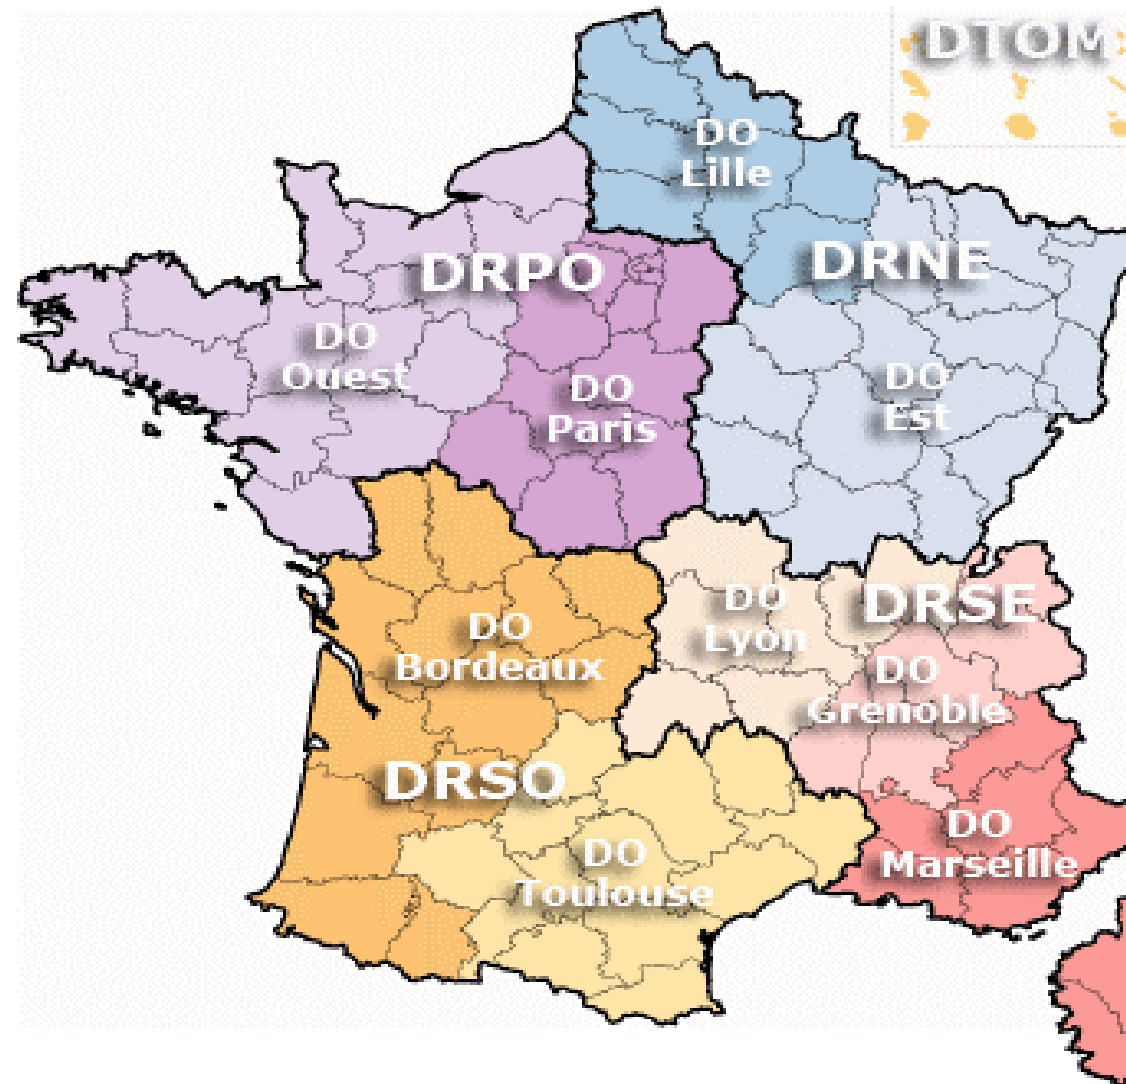 DTOM
DO
Lille
DRNE
DRPO
DO
Ouest
DO
Paris
DO
Est
DRSE
DO
Lyon
DO
Bordeaux
DO
Grenoble
DRSO
DO
Marseille
DO
Toulouse